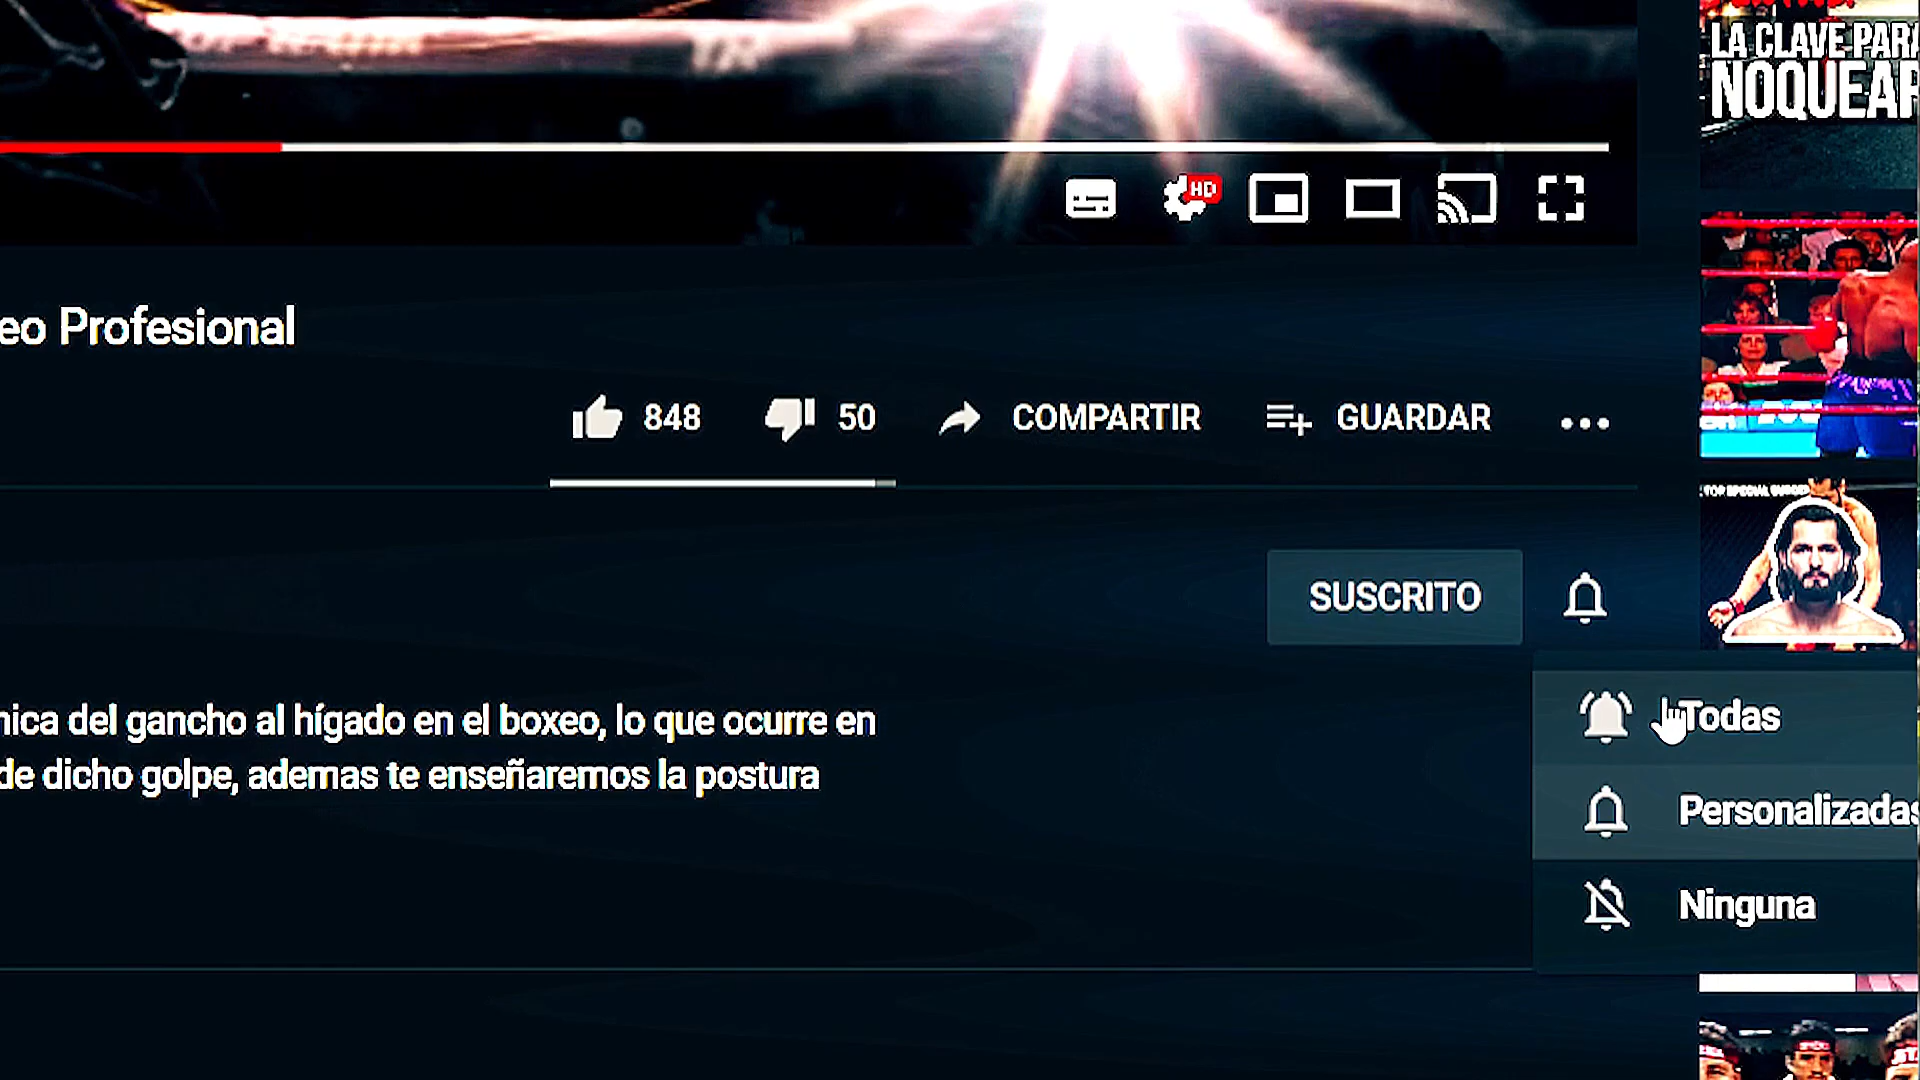 LA CLAVE PARA
NOQUEAR
HD
eo Profesional
848
50
COMPARTIR
GUARDAR
SUSCRITO
nica del gancho al hígado en el boxeo, lo que ocurre en
de dicho golpe, ademas te enseñaremos la postura
Todas
Personalizadas
Ninguna